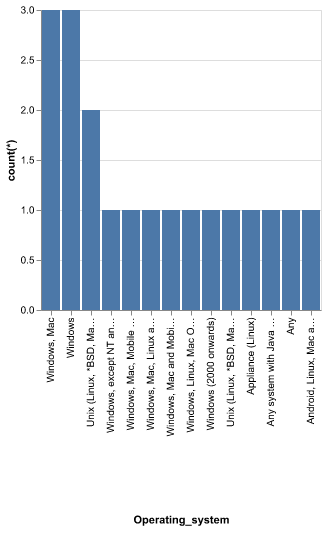 3.0
2.5
2.0
1.5
1.0
0.5
0.0
count(*)
Windows, Mac
Windows
Unix (Linux, *BSD, Ma…
Windows, except NT an…
Windows, Mac, Mobile …
Windows, Mac, Linux a…
Windows, Mac and Mobi…
Windows, Linux, Mac O…
Windows (2000 onwards)
Unix (Linux, *BSD, Ma…
Appliance (Linux)
Any system with Java …
Any
Android, Linux, Mac a…
Operating_system